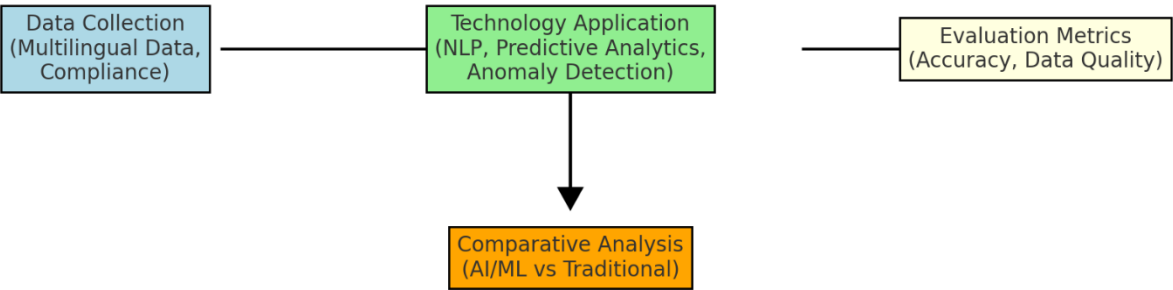 Data Collection
(Multilingual Data,
Compliance)
Technology Application
(NLP, Predictive Analytics,
Anomaly Detection)
Evaluation Metrics
(Accuracy, Data Quality)
Comparative Analysis
(AI/ML vs Traditional)